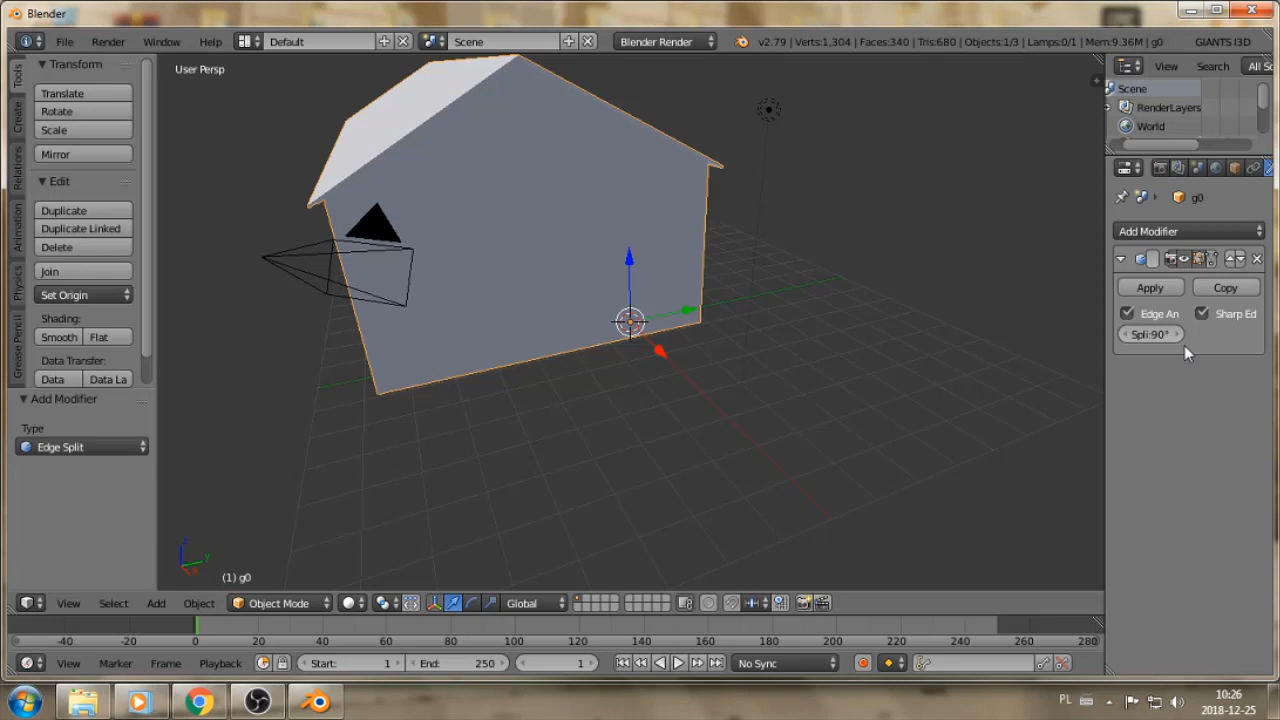 Blender
File Render Window Help Default Scene Blender Render v2.79 | Verts:1,304 | Faces:340 | Tris:680 | Objects:1/3 | Lamps:0/1 | Mem:9.36M | g0 GIANTS I3D
Tools
Create
Relations
Animation
Physics
Grease Pencil
Transform
Translate
Rotate
Scale
Mirror
Edit
Duplicate
Duplicate Linked
Delete
Join
Set Origin
Shading:
Smooth Flat
Data Transfer:
Data Data La
Add Modifier
Type
Edge Split
User Persp
(1) g0
View Search All Sc
Scene
RenderLayers
World
g0
Add Modifier
Apply Copy
Edge An Sharp Ed
Spli:90°
View Select Add Object Object Mode Global
-40 -20 0 20 40 60 80 100 120 140 160 180 200 220 240 260 280
View Marker Frame Playback Start: 1 End: 250 1 No Sync
PL 10:26
2018-12-25